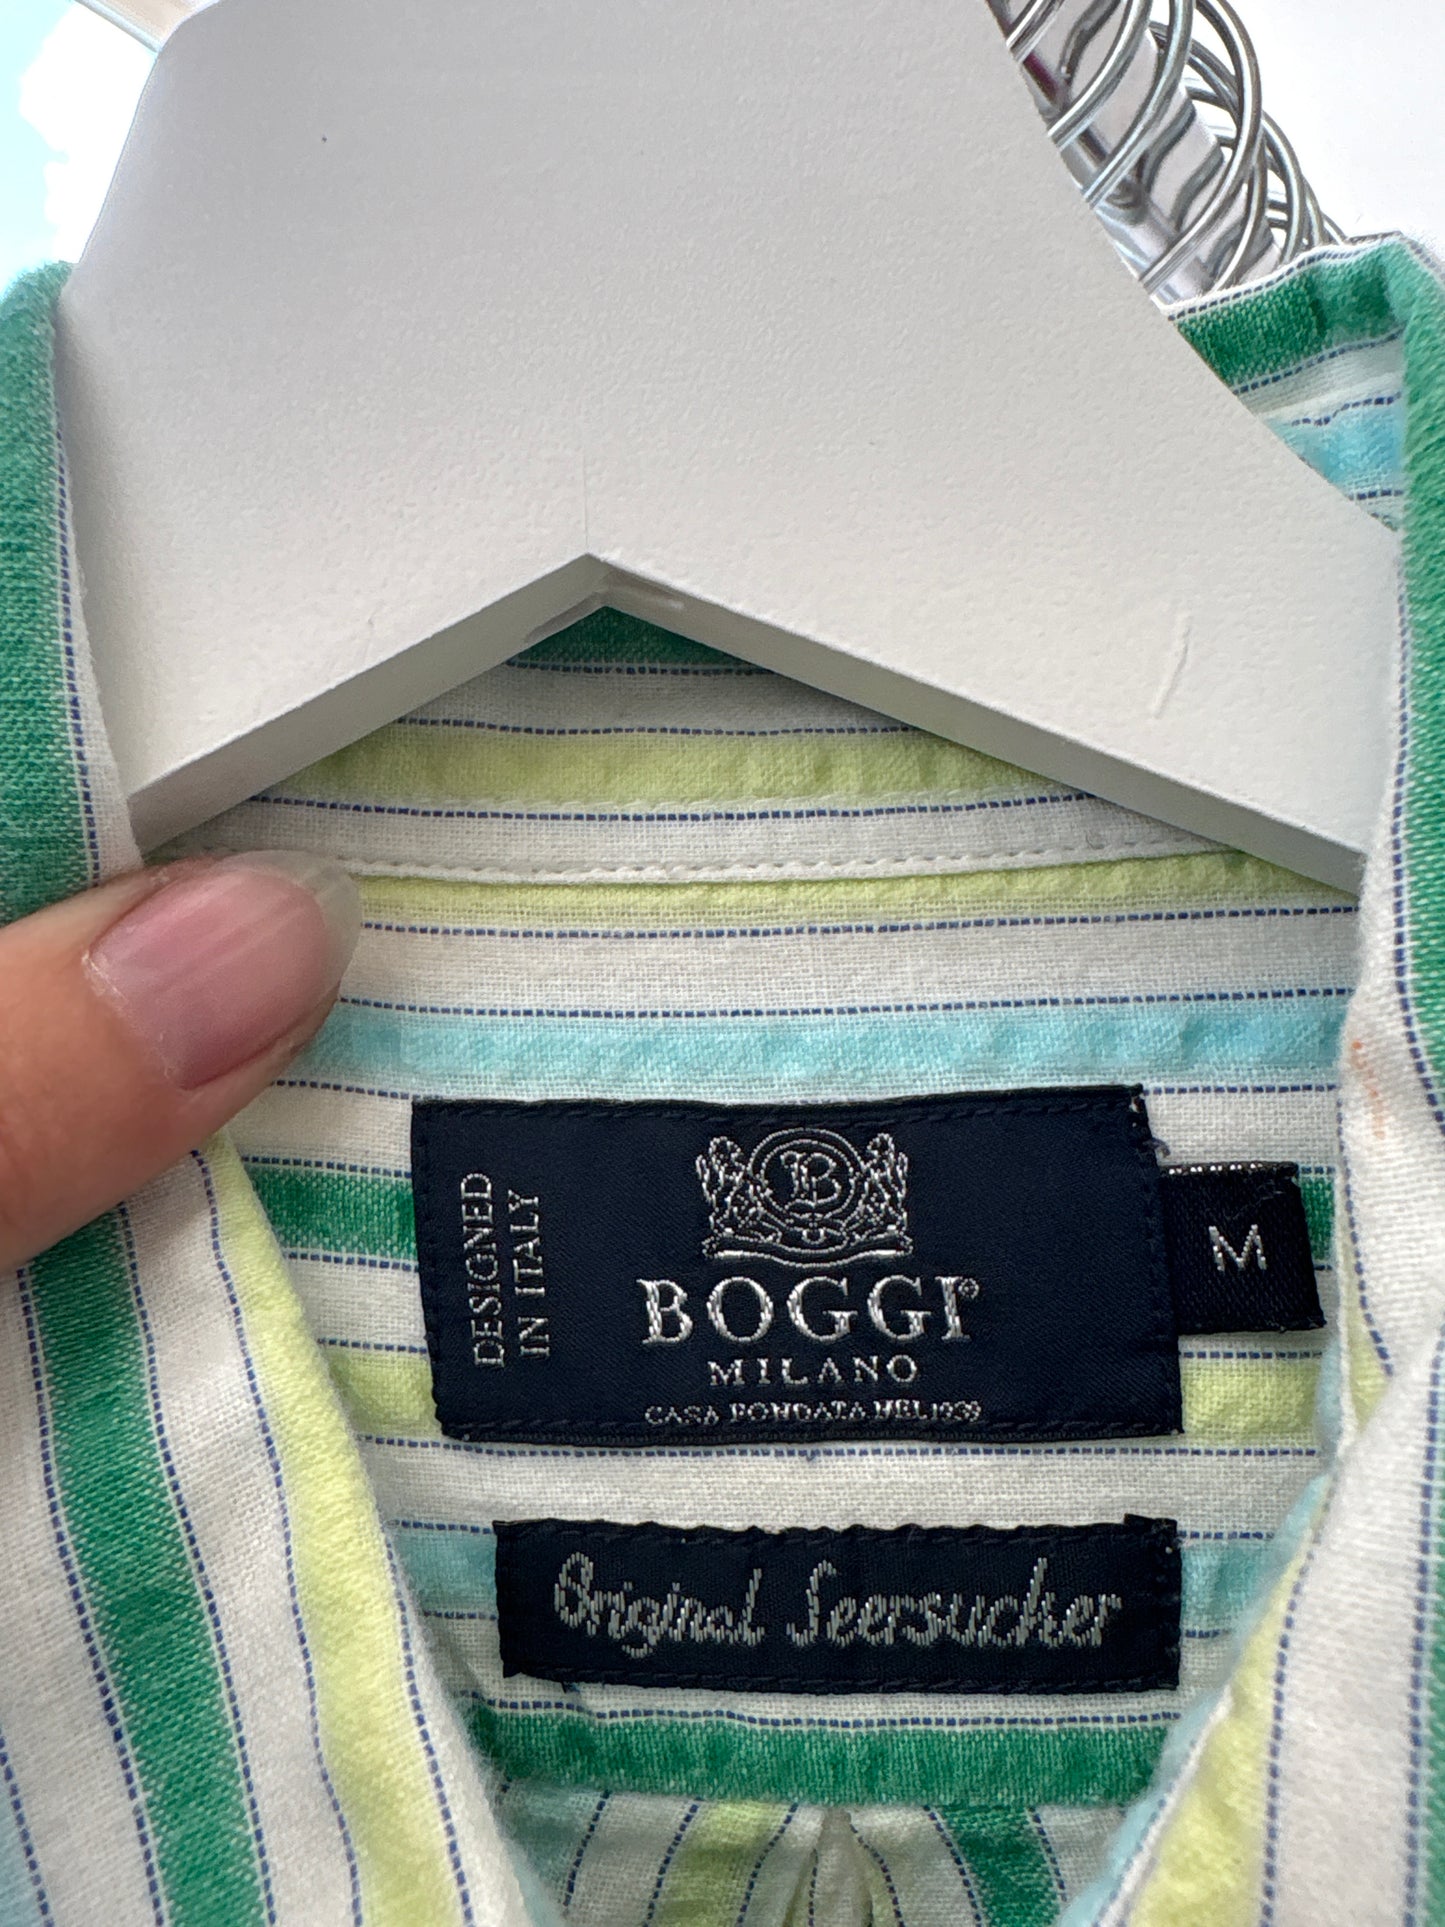 DESIGNED
IN ITALY
B
BOGGI®
MILANO
CASA FONDATA NEL 1939
M
Original Seersucker